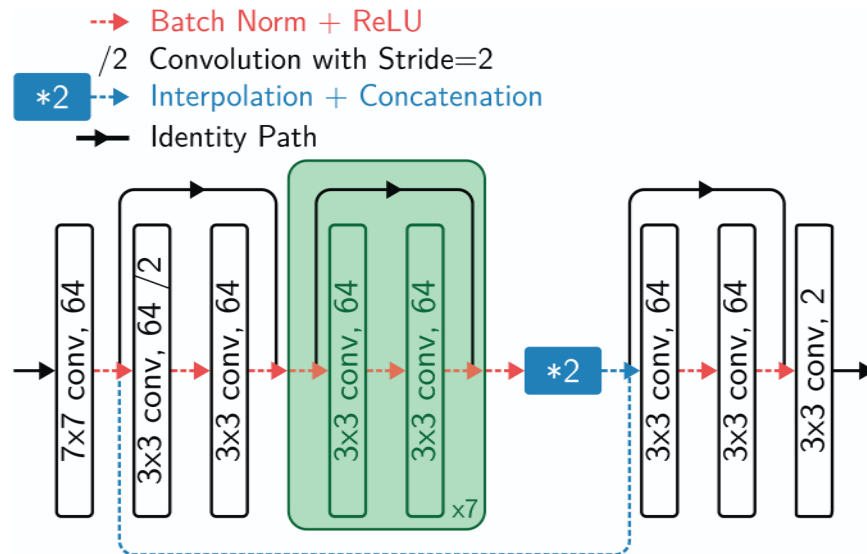 Batch Norm + ReLU
/2 Convolution with Stride=2
*2 Interpolation + Concatenation
Identity Path
7x7 conv, 64
3x3 conv, 64 /2
3x3 conv, 64
3x3 conv, 64
3x3 conv, 64
x7
*2
3x3 conv, 64
3x3 conv, 64
3x3 conv, 2